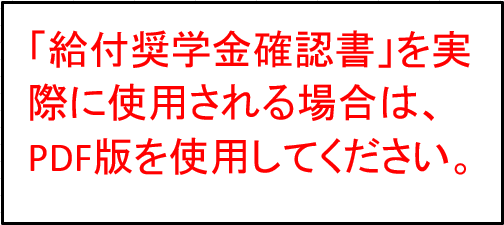 「給付奨学金確認書」を実
際に使用される場合は、
PDF版を使用してください。